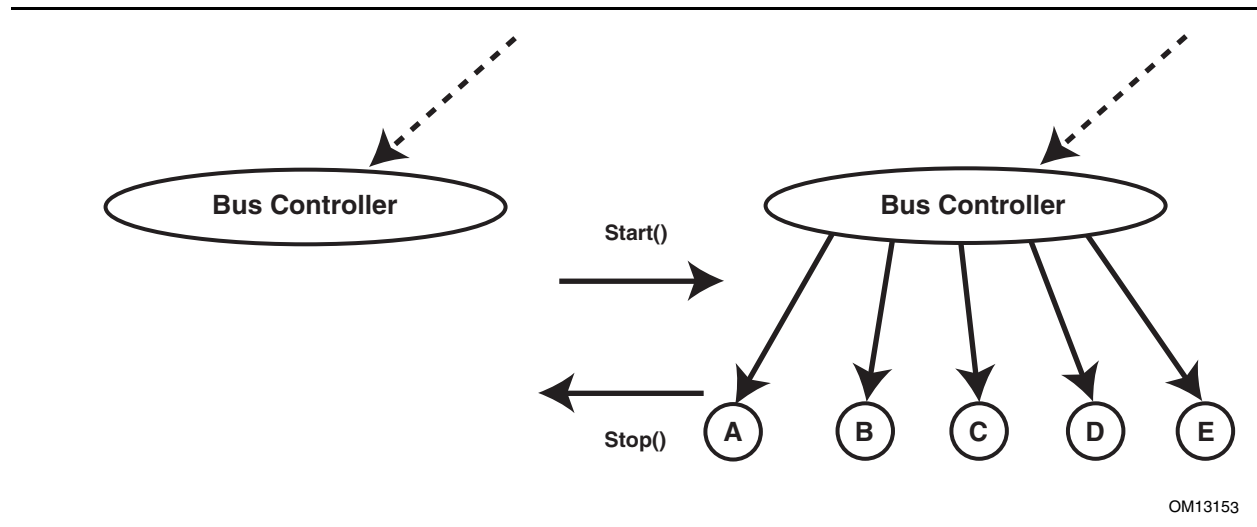 Bus Controller
Bus Controller
Start()
Stop()
A
B
C
D
E
OM13153